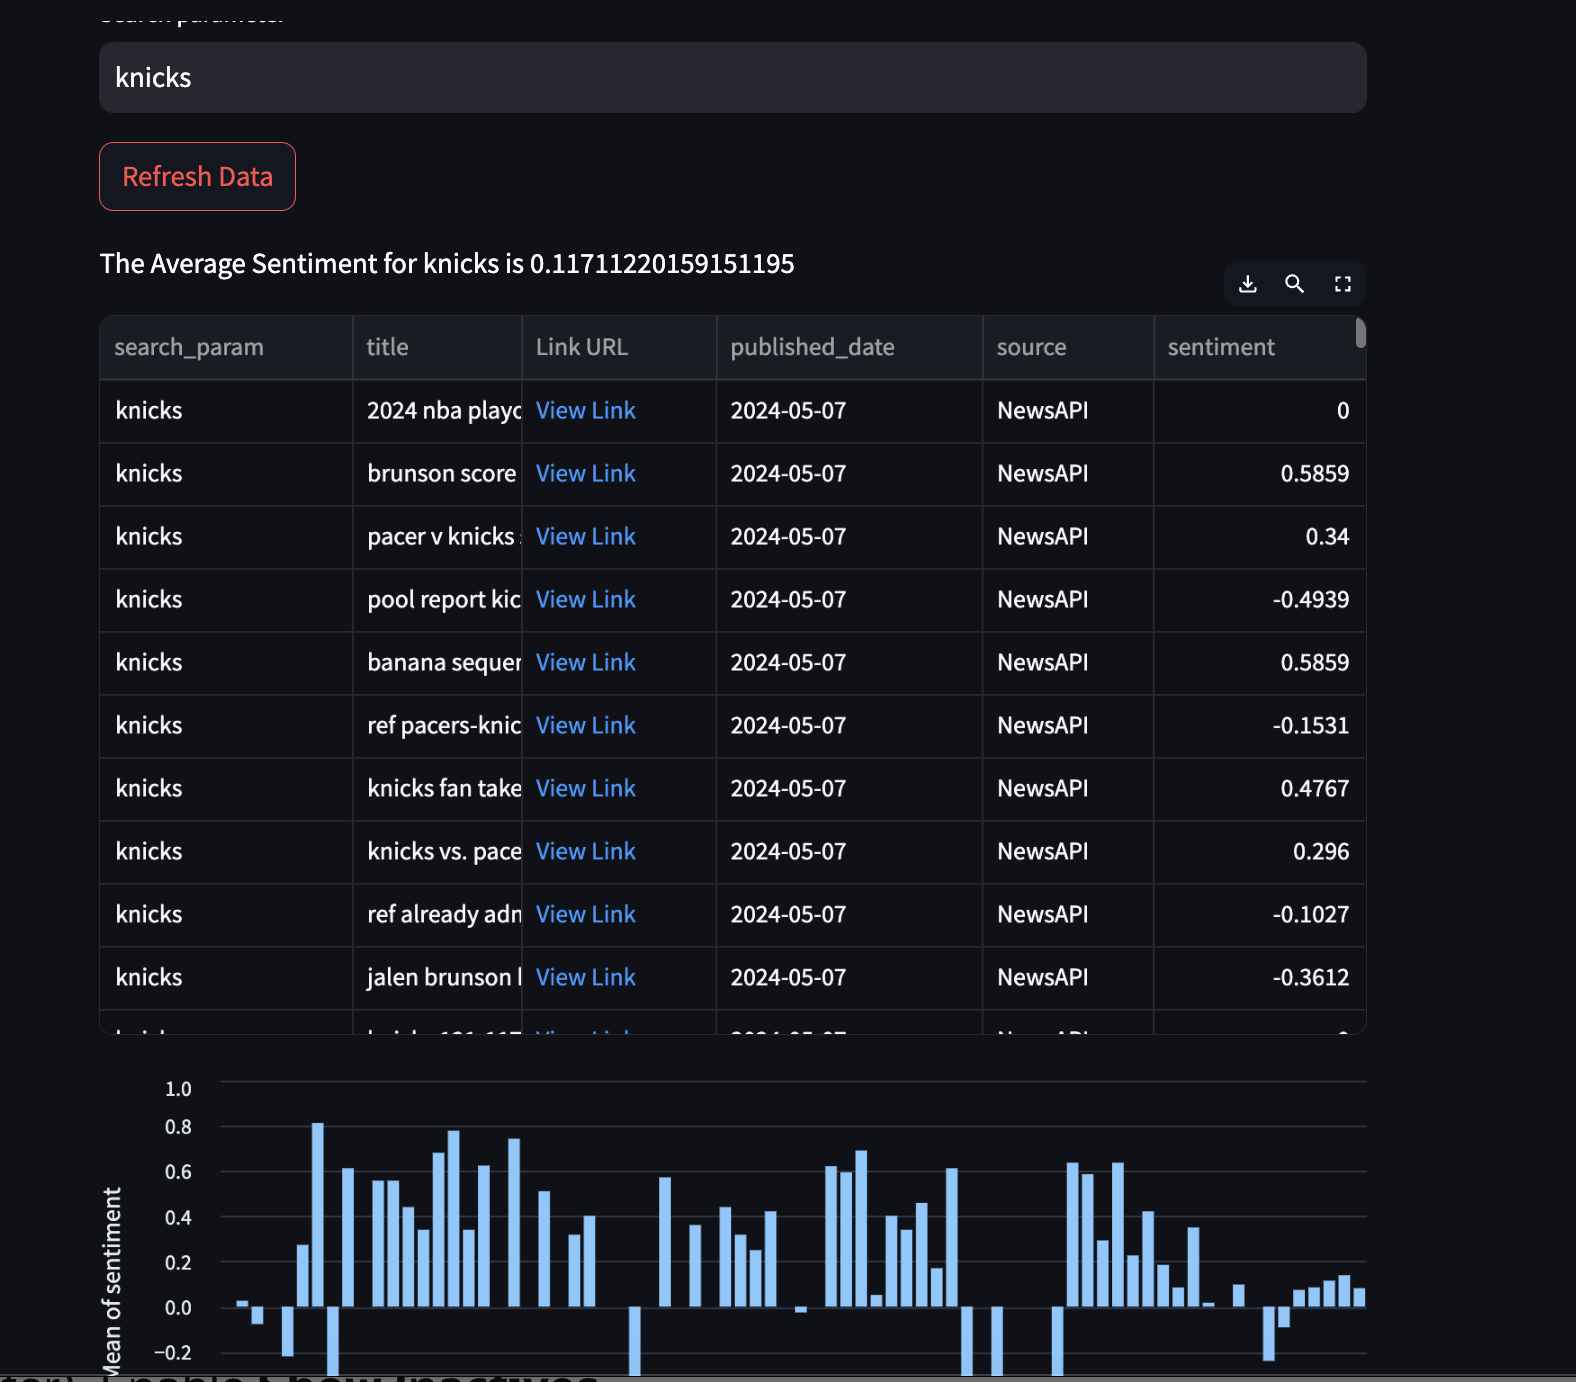 Search parameter
knicks
Refresh Data
The Average Sentiment for knicks is 0.11711220159151195
search_param title Link URL published_date source sentiment
knicks 2024 nba playo View Link 2024-05-07 NewsAPI 0
knicks brunson score View Link 2024-05-07 NewsAPI 0.5859
knicks pacer v knicks View Link 2024-05-07 NewsAPI 0.34
knicks pool report kic View Link 2024-05-07 NewsAPI -0.4939
knicks banana sequen View Link 2024-05-07 NewsAPI 0.5859
knicks ref pacers-knic View Link 2024-05-07 NewsAPI -0.1531
knicks knicks fan take View Link 2024-05-07 NewsAPI 0.4767
knicks knicks vs. pace View Link 2024-05-07 NewsAPI 0.296
knicks ref already adm View Link 2024-05-07 NewsAPI -0.1027
knicks jalen brunson View Link 2024-05-07 NewsAPI -0.3612
1.0
0.8
0.6
0.4
0.2
0.0
−0.2
Mean of sentiment